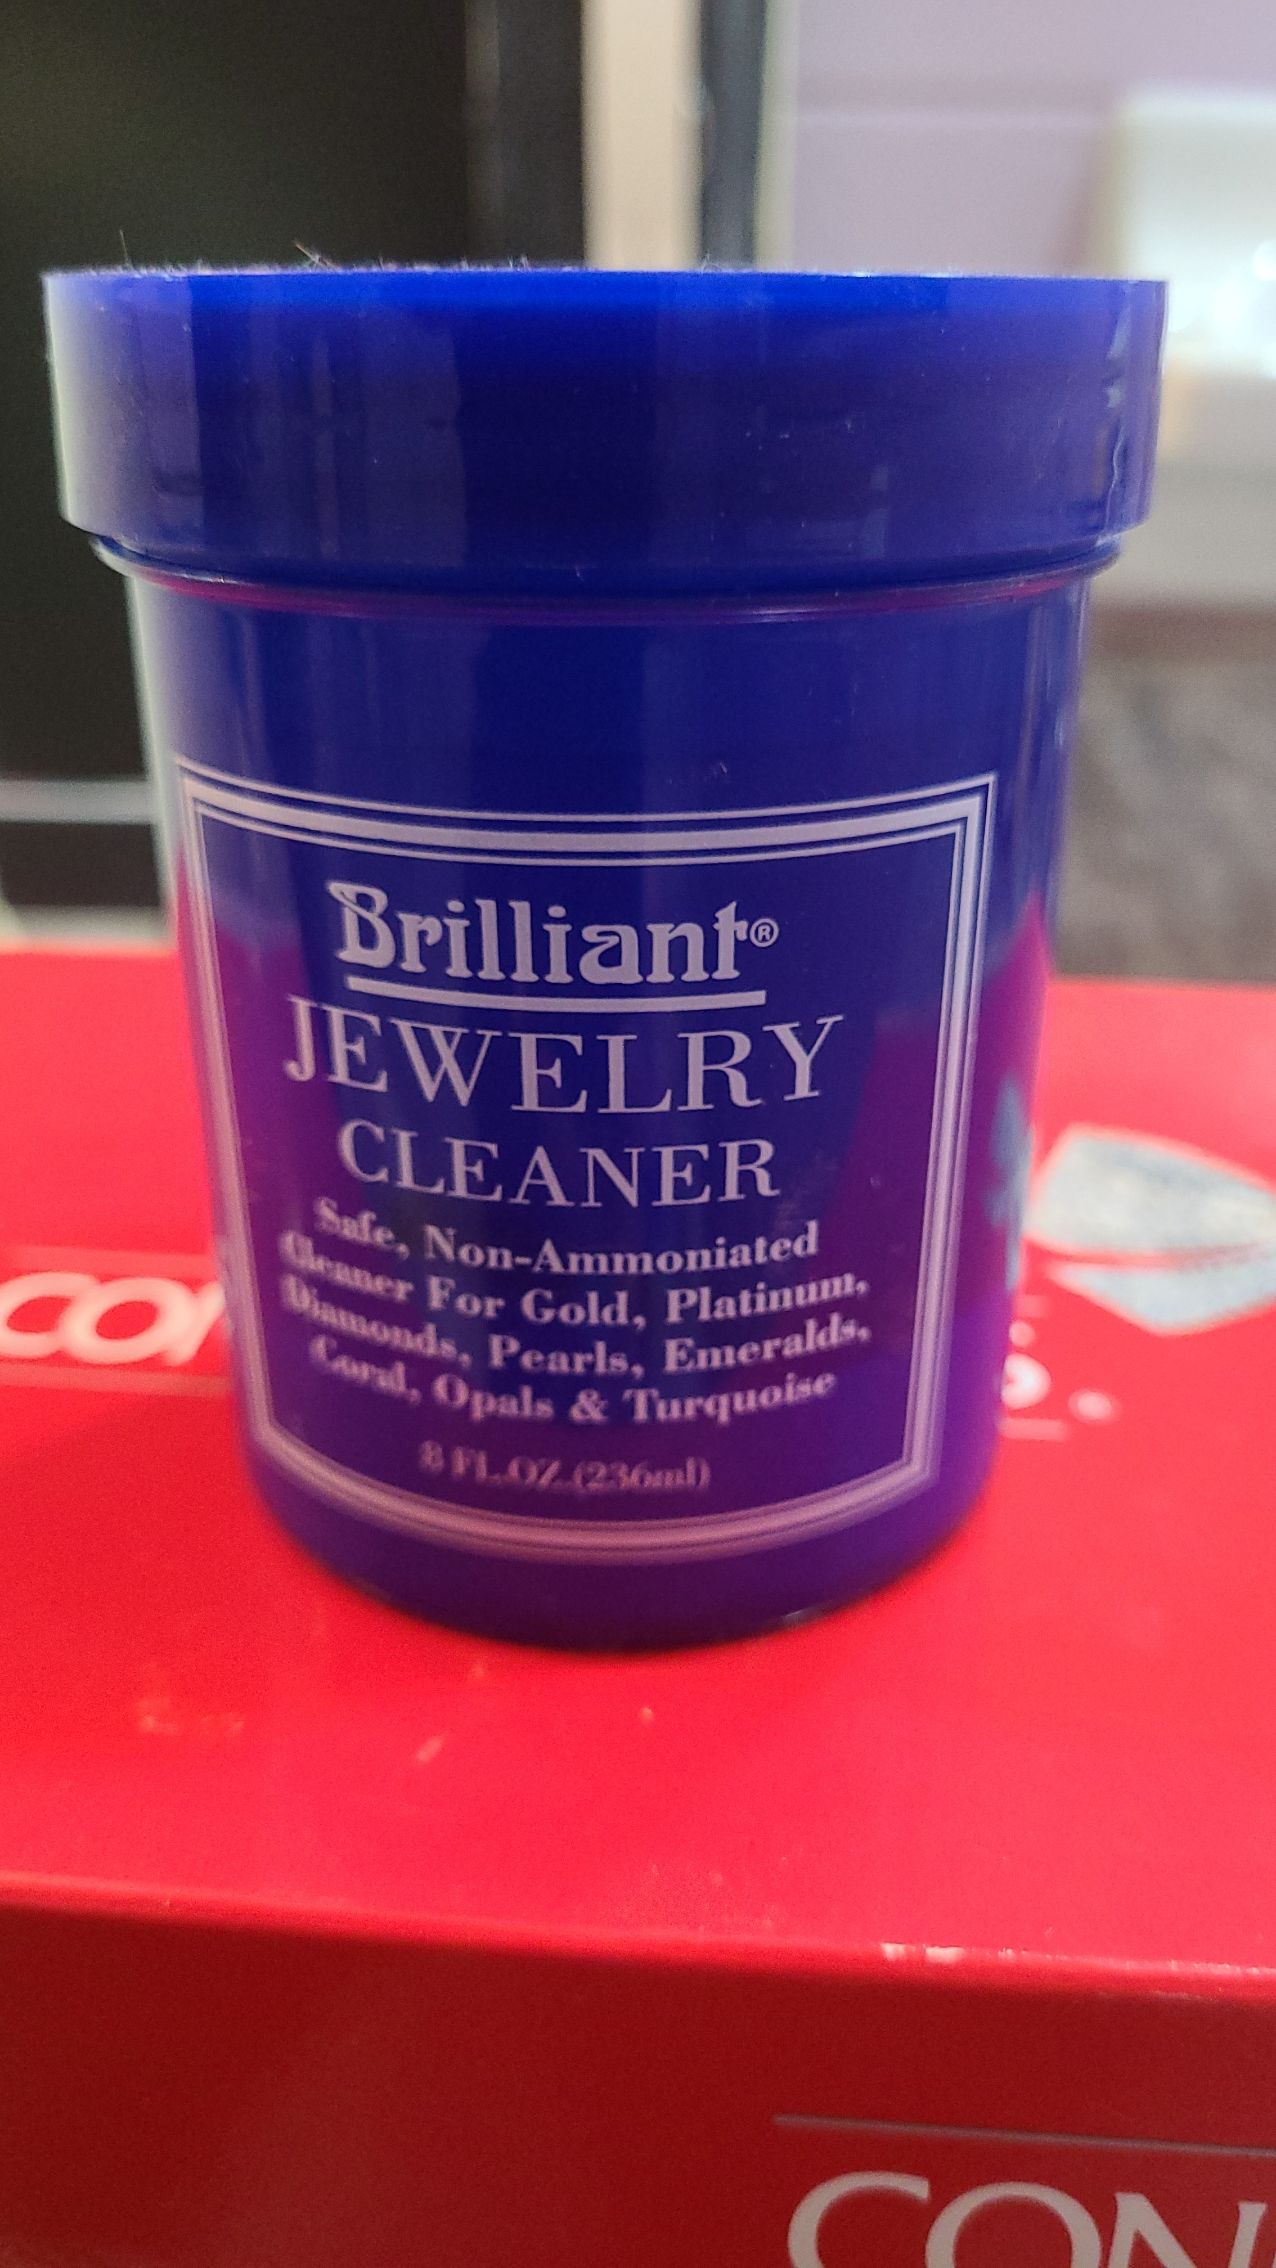 Brilliant®
JEWELRY
CLEANER
Safe, Non-Ammoniated
Cleaner For Gold, Platinum,
Diamonds, Pearls, Emeralds,
Coral, Opals & Turquoise
8 FL.OZ.(236ml)
CO
S®
CON